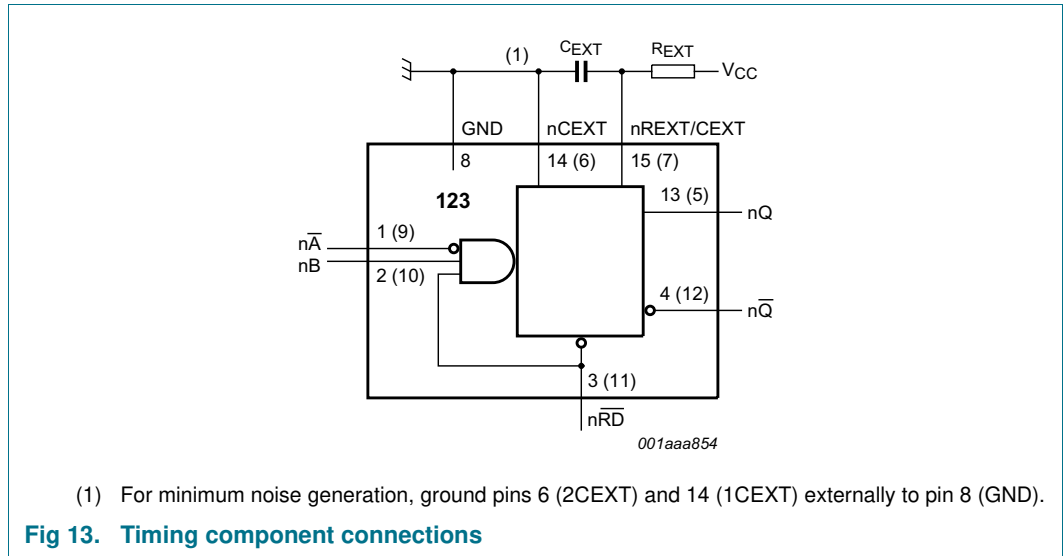 (1)
CEXT
REXT
VCC
GND
nCEXT
nREXT/CEXT
8
14 (6)
15 (7)
123
13 (5)
nQ
nA̅
1 (9)
nB
2 (10)
4 (12)
nQ̅
3 (11)
nR̅D̅
001aaa854
(1) For minimum noise generation, ground pins 6 (2CEXT) and 14 (1CEXT) externally to pin 8 (GND).
Fig 13. Timing component connections